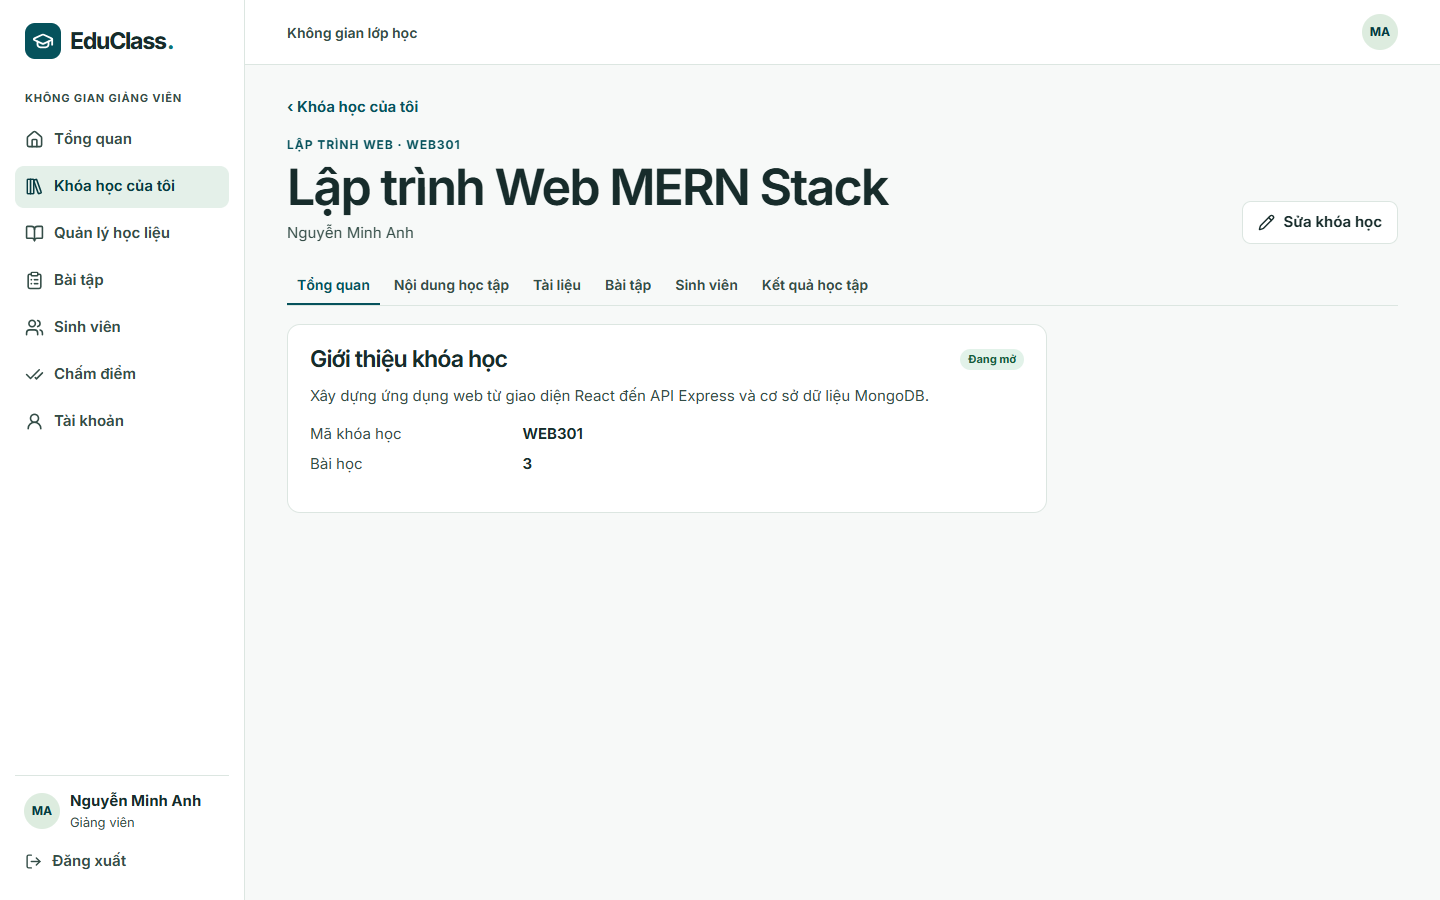 EduClass.
KHÔNG GIAN GIẢNG VIÊN
Tổng quan
Khóa học của tôi
Quản lý học liệu
Bài tập
Sinh viên
Chấm điểm
Tài khoản
MA
Nguyễn Minh Anh
Giảng viên
Đăng xuất
Không gian lớp học
MA
‹ Khóa học của tôi
LẬP TRÌNH WEB · WEB301
Lập trình Web MERN Stack
Nguyễn Minh Anh
Sửa khóa học
Tổng quan Nội dung học tập Tài liệu Bài tập Sinh viên Kết quả học tập
Giới thiệu khóa học
Đang mở
Xây dựng ứng dụng web từ giao diện React đến API Express và cơ sở dữ liệu MongoDB.
Mã khóa học WEB301
Bài học 3